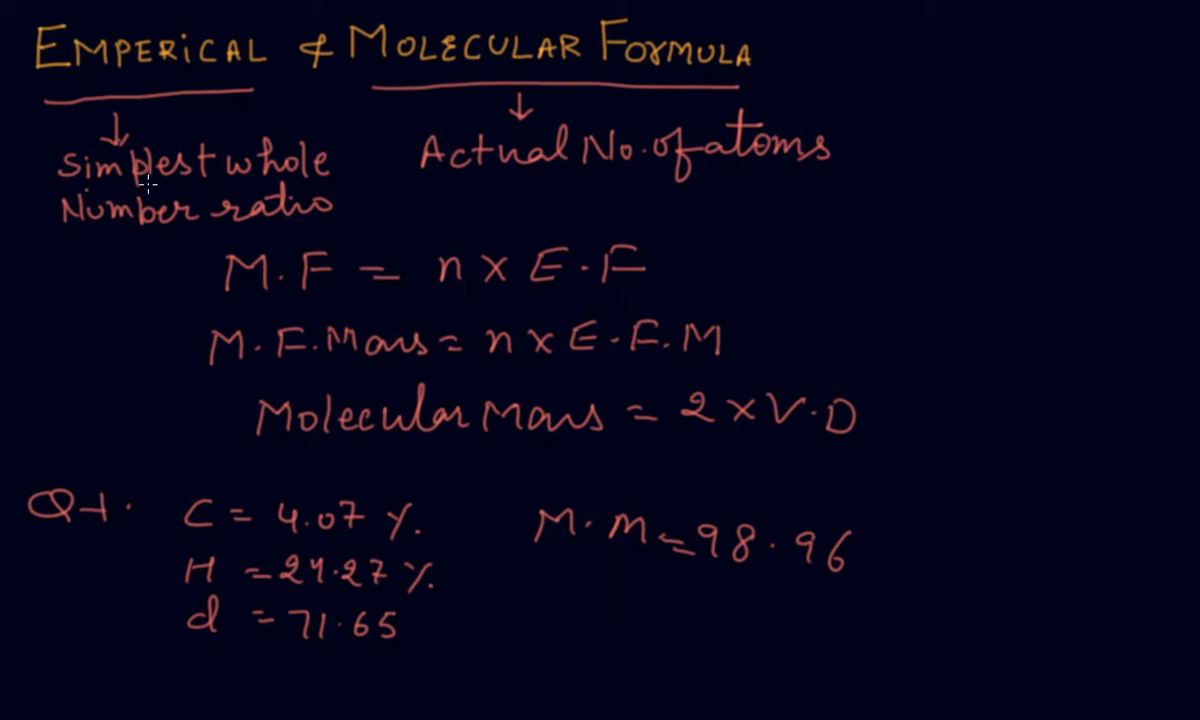 EMPERICAL & MOLECULAR FORMULA
Simplest whole Number ratio
Actual No. of atoms
M.F = n x E.F
M.F. Mass = n x E.F.M
Molecular Mass = 2 x V.D
Q1. C = 4.07 %. M.M = 98.96
H = 24.27 %.
d = 71.65